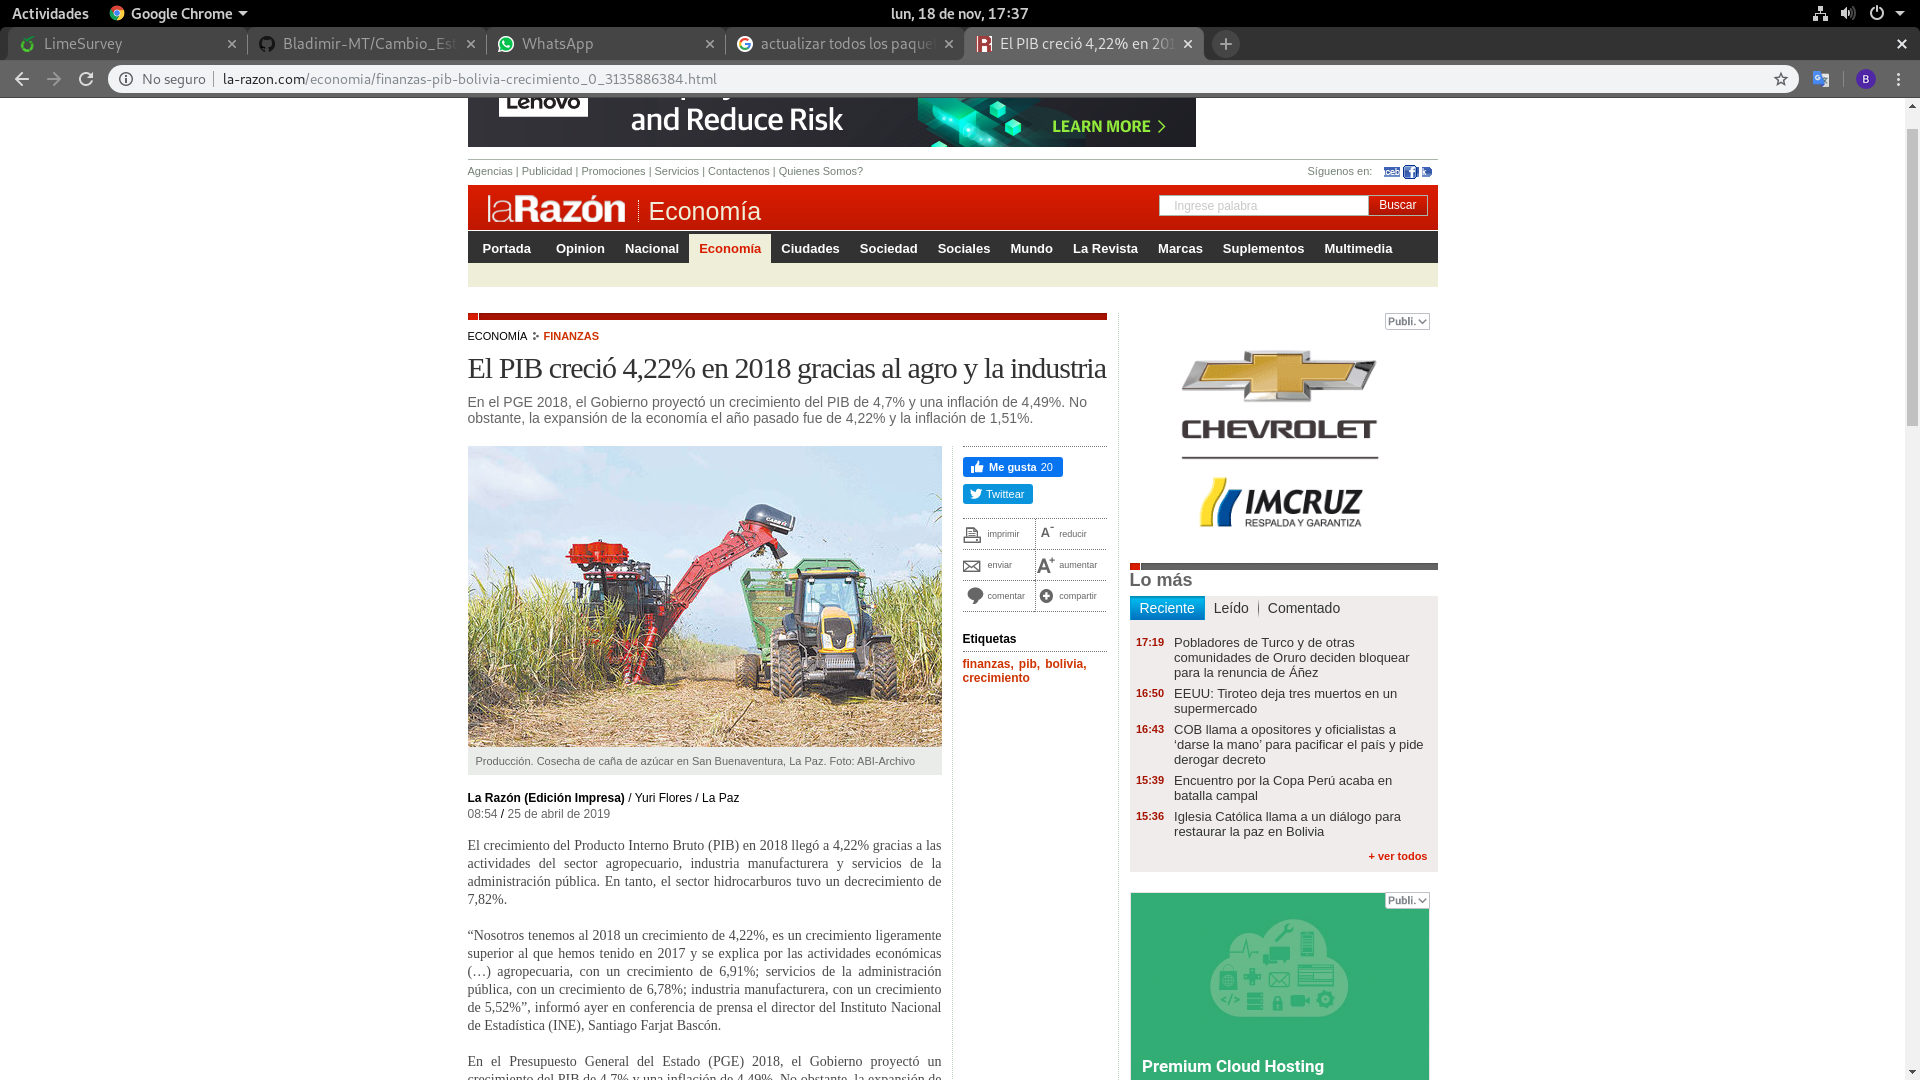 Actividades Google Chrome lun, 18 de nov, 17:37
LimeSurvey Bladimir-MT/Cambio_Est WhatsApp actualizar todos los paque El PIB creció 4,22% en 201
No seguro la-razon.com/economia/finanzas-pib-bolivia-crecimiento_0_3135886384.html B
Lenovo
and Reduce Risk
LEARN MORE
Agencias | Publicidad | Promociones | Servicios | Contactenos | Quienes Somos? Síguenos en:
laRazón Economía Ingrese palabra Buscar
Portada Opinion Nacional Economía Ciudades Sociedad Sociales Mundo La Revista Marcas Suplementos Multimedia
ECONOMÍA FINANZAS
El PIB creció 4,22% en 2018 gracias al agro y la industria
En el PGE 2018, el Gobierno proyectó un crecimiento del PIB de 4,7% y una inflación de 4,49%. No
obstante, la expansión de la economía el año pasado fue de 4,22% y la inflación de 1,51%.
Producción. Cosecha de caña de azúcar en San Buenaventura, La Paz. Foto: ABI-Archivo
La Razón (Edición Impresa) / Yuri Flores / La Paz
08:54 / 25 de abril de 2019
El crecimiento del Producto Interno Bruto (PIB) en 2018 llegó a 4,22% gracias a las
actividades del sector agropecuario, industria manufacturera y servicios de la
administración pública. En tanto, el sector hidrocarburos tuvo un decrecimiento de
7,82%.
“Nosotros tenemos al 2018 un crecimiento de 4,22%, es un crecimiento ligeramente
superior al que hemos tenido en 2017 y se explica por las actividades económicas
(…) agropecuaria, con un crecimiento de 6,91%; servicios de la administración
pública, con un crecimiento de 6,78%; industria manufacturera, con un crecimiento
de 5,52%”, informó ayer en conferencia de prensa el director del Instituto Nacional
de Estadística (INE), Santiago Farjat Bascón.
En el Presupuesto General del Estado (PGE) 2018, el Gobierno proyectó un
crecimiento del PIB de 4,7% y una inflación de 4,49%. No obstante, la expansión de
Me gusta 20
Twittear
imprimir A- reducir
enviar A+ aumentar
comentar compartir
Etiquetas
finanzas, pib, bolivia,
crecimiento
Publi.
CHEVROLET
IMCRUZ
RESPALDA Y GARANTIZA
Lo más
Reciente Leído Comentado
17:19 Pobladores de Turco y de otras
comunidades de Oruro deciden bloquear
para la renuncia de Áñez
16:50 EEUU: Tiroteo deja tres muertos en un
supermercado
16:43 COB llama a opositores y oficialistas a
‘darse la mano’ para pacificar el país y pide
derogar decreto
15:39 Encuentro por la Copa Perú acaba en
batalla campal
15:36 Iglesia Católica llama a un diálogo para
restaurar la paz en Bolivia
+ ver todos
Publi.
Premium Cloud Hosting